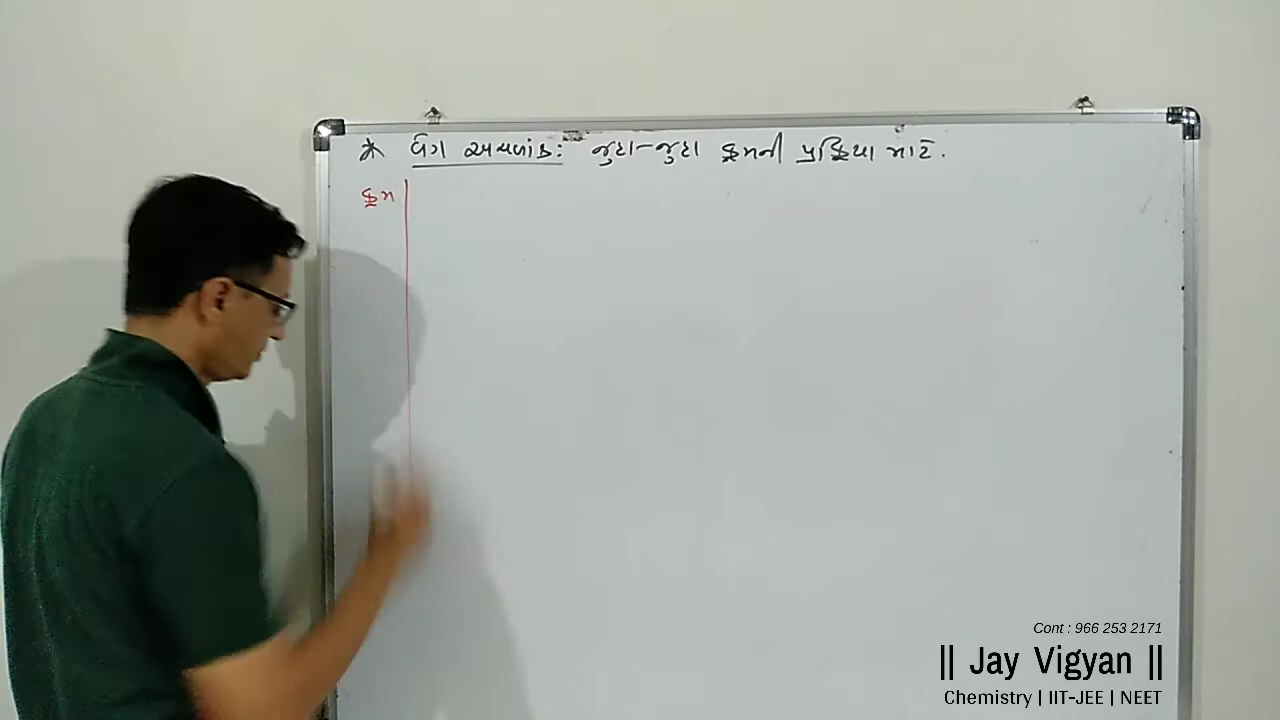 * વેગ અચળાંક: જુદા-જુદા ક્રમની પ્રક્રિયા માટે.
ક્રમ
Cont : 966 253 2171
|| Jay Vigyan ||
Chemistry | IIT-JEE | NEET